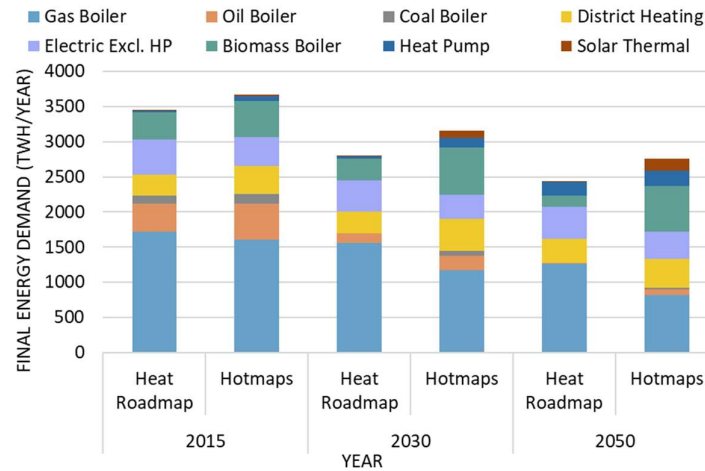 Gas Boiler Oil Boiler Coal Boiler District Heating
Electric Excl. HP Biomass Boiler Heat Pump Solar Thermal
FINAL ENERGY DEMAND (TWH/YEAR)
4000
3500
3000
2500
2000
1500
1000
500
0
Heat Roadmap Hotmaps Heat Roadmap Hotmaps Heat Roadmap Hotmaps
2015 2030 2050
YEAR